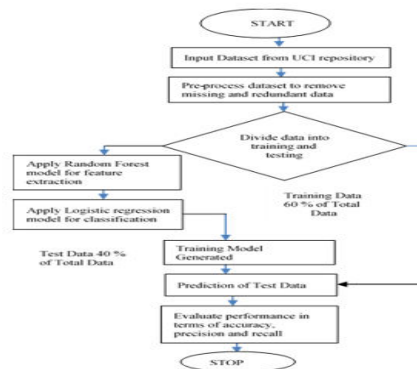 START
Input Dataset from UCI repository
Pre-process dataset to remove
missing and redundant data
Divide data into
training and
testing
Apply Random Forest
model for feature
extraction
Training Data
60 % of Total
Data
Apply Logistic regression
model for classification
Test Data 40 %
of Total Data
Training Model
Generated
Prediction of Test Data
Evaluate performance in
terms of accuracy,
precision and recall
STOP